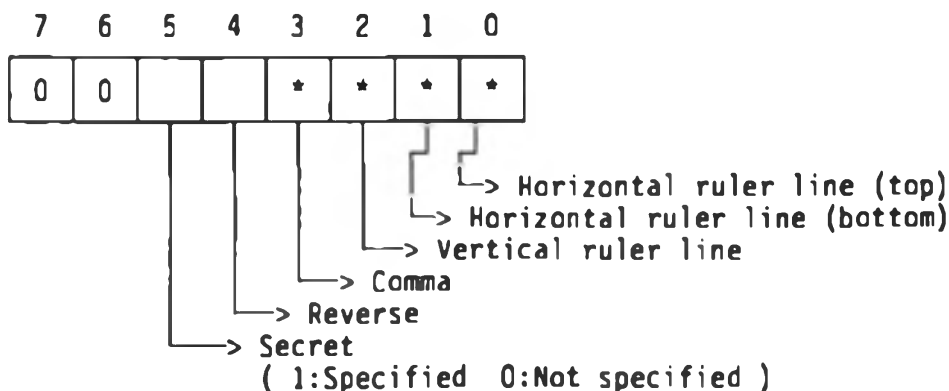 7 6 5 4 3 2 1 0
0 0 * * * *
-> Horizontal ruler line (top)
-> Horizontal ruler line (bottom)
-> Vertical ruler line
-> Comma
-> Reverse
-> Secret
( 1:Specified 0:Not specified )